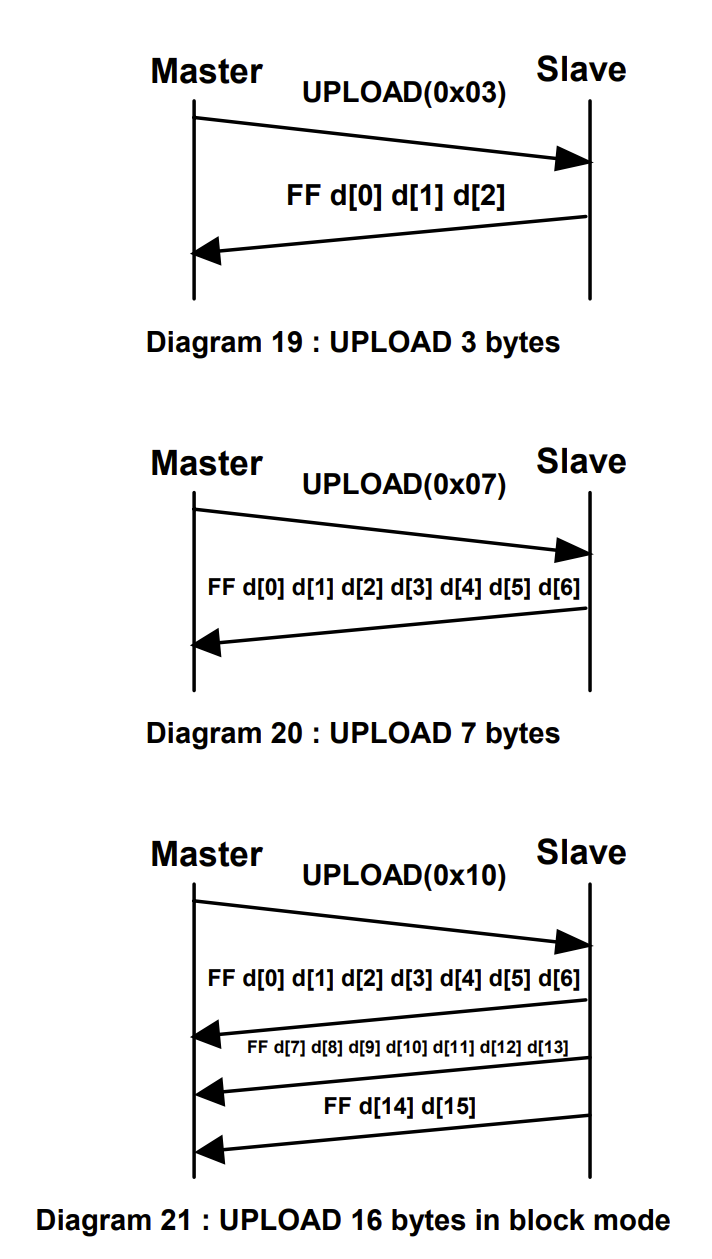 Master
Slave
UPLOAD(0x03)
FF d[0] d[1] d[2]
Diagram 19 : UPLOAD 3 bytes
Master
Slave
UPLOAD(0x07)
FF d[0] d[1] d[2] d[3] d[4] d[5] d[6]
Diagram 20 : UPLOAD 7 bytes
Master
Slave
UPLOAD(0x10)
FF d[0] d[1] d[2] d[3] d[4] d[5] d[6]
FF d[7] d[8] d[9] d[10] d[11] d[12] d[13]
FF d[14] d[15]
Diagram 21 : UPLOAD 16 bytes in block mode